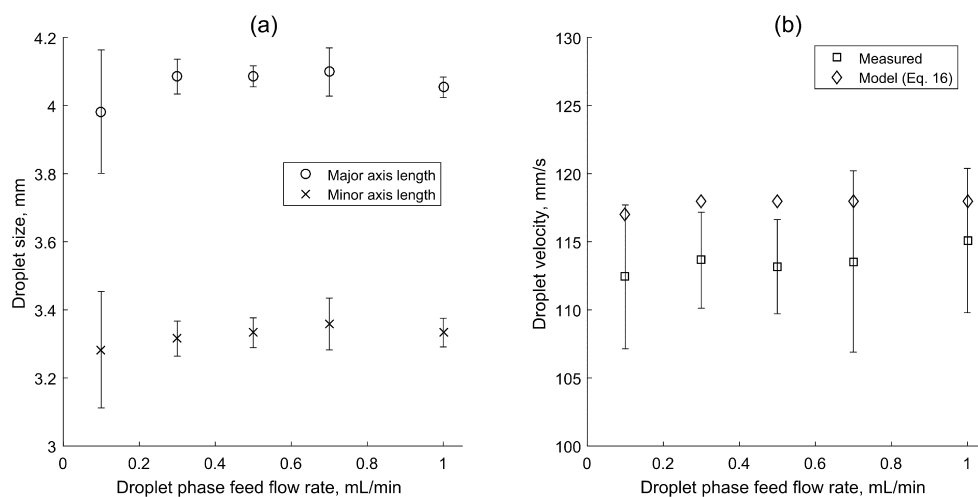 (a)
4.2
4
3.8
3.6
3.4
3.2
3
0
0.2
0.4
0.6
0.8
1
Droplet size, mm
Droplet phase feed flow rate, mL/min
Major axis length
Minor axis length
(b)
130
125
120
115
110
105
100
0
0.2
0.4
0.6
0.8
1
Droplet velocity, mm/s
Droplet phase feed flow rate, mL/min
Measured
Model (Eq. 16)